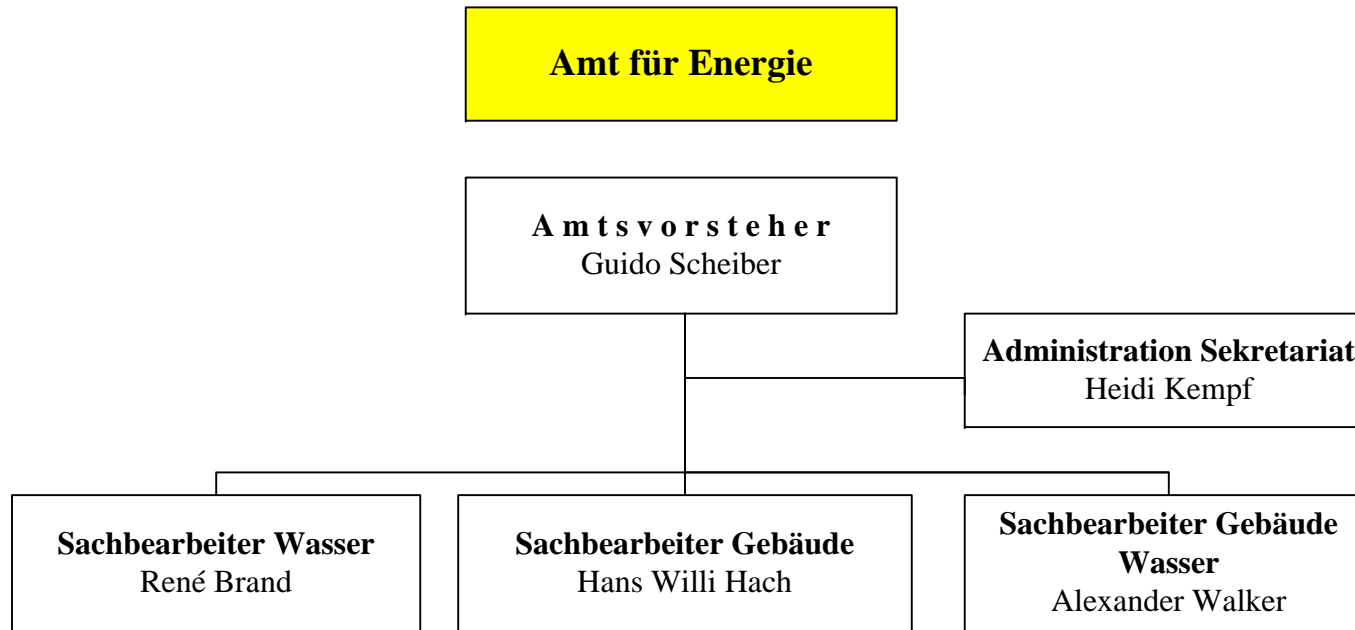 Amt für Energie
A m t s v o r s t e h e r
Guido Scheiber
Administration Sekretariat
Heidi Kempf
Sachbearbeiter Wasser
René Brand
Sachbearbeiter Gebäude
Hans Willi Hach
Sachbearbeiter Gebäude
Wasser
Alexander Walker